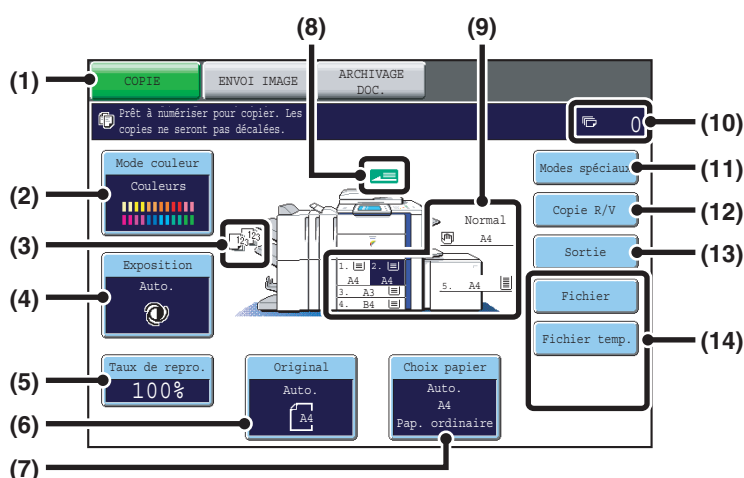 (8)
(9)
(1)
COPIE
ENVOI IMAGE
ARCHIVAGE
DOC.
Prêt à numériser pour copier. Les
copies ne seront pas décalées.
0
(10)
Mode couleur
Couleurs
(2)
Modes spéciaux
(11)
Copie R/V
(12)
(3)
123
123
Normal
A4
Sortie
(13)
Exposition
Auto.
(4)
1.
A4
2.
A4
3. A3
4. B4
5. A4
Fichier
Fichier temp.
(14)
Taux de repro.
100%
(5)
Original
Auto.
A4
(6)
Choix papier
Auto.
A4
Pap. ordinaire
(7)